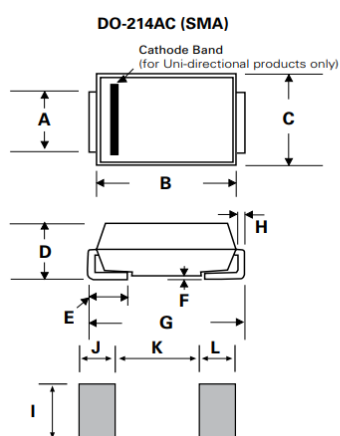 DO-214AC (SMA)
Cathode Band
(for Uni-directional products only)
A
C
B
H
D
F
E
G
J K L
I